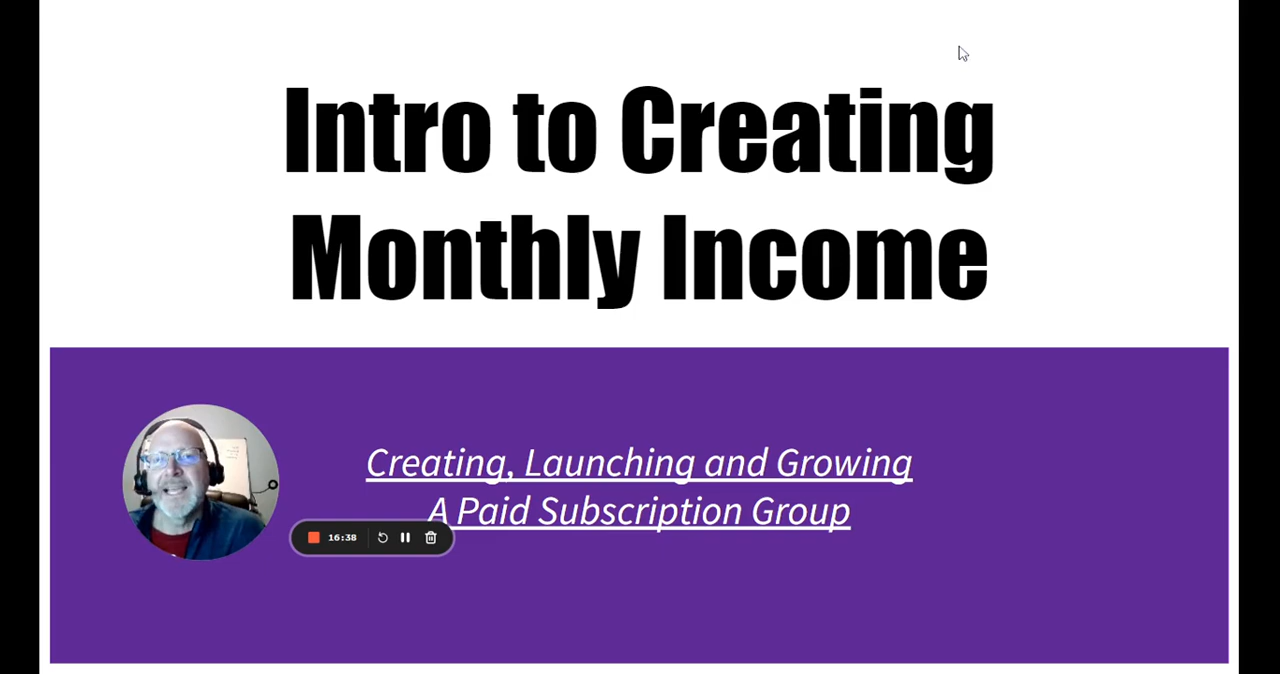 Intro to Creating
Monthly Income
Creating, Launching and Growing
A Paid Subscription Group
16:38